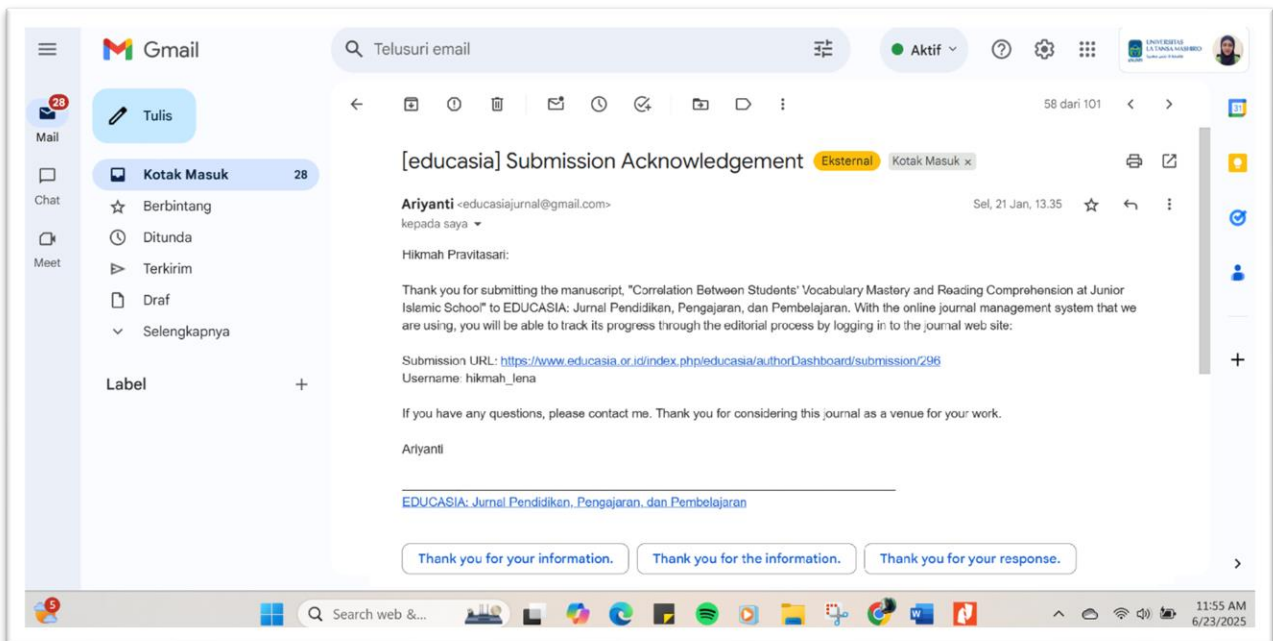 Gmail
Telusuri email
Aktif
UNIVERSITAS
LA TANSA MASHIRO
28
Mail
Chat
Meet
Tulis
Kotak Masuk 28
Berbintang
Ditunda
Terkirim
Draf
Selengkapnya
Label
58 dari 101
31
[educasia] Submission Acknowledgement Eksternal Kotak Masuk x
Ariyanti <educasiajurnal@gmail.com> Sel, 21 Jan, 13.35
kepada saya
Hikmah Pravitasari:
Thank you for submitting the manuscript, "Correlation Between Students' Vocabulary Mastery and Reading Comprehension at Junior
Islamic School" to EDUCASIA: Jurnal Pendidikan, Pengajaran, dan Pembelajaran. With the online journal management system that we
are using, you will be able to track its progress through the editorial process by logging in to the journal web site:
Submission URL: https://www.educasia.or.id/index.php/educasia/authorDashboard/submission/296
Username: hikmah_lena
If you have any questions, please contact me. Thank you for considering this journal as a venue for your work.
Ariyanti
EDUCASIA: Jurnal Pendidikan, Pengajaran, dan Pembelajaran
Thank you for your information. Thank you for the information. Thank you for your response.
5
Search web &...
11:55 AM
6/23/2025